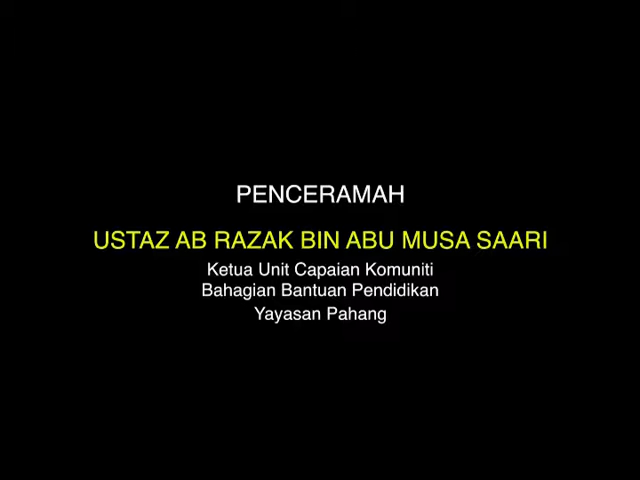 PENCERAMAH
USTAZ AB RAZAK BIN ABU MUSA SAARI
Ketua Unit Capaian Komuniti
Bahagian Bantuan Pendidikan
Yayasan Pahang